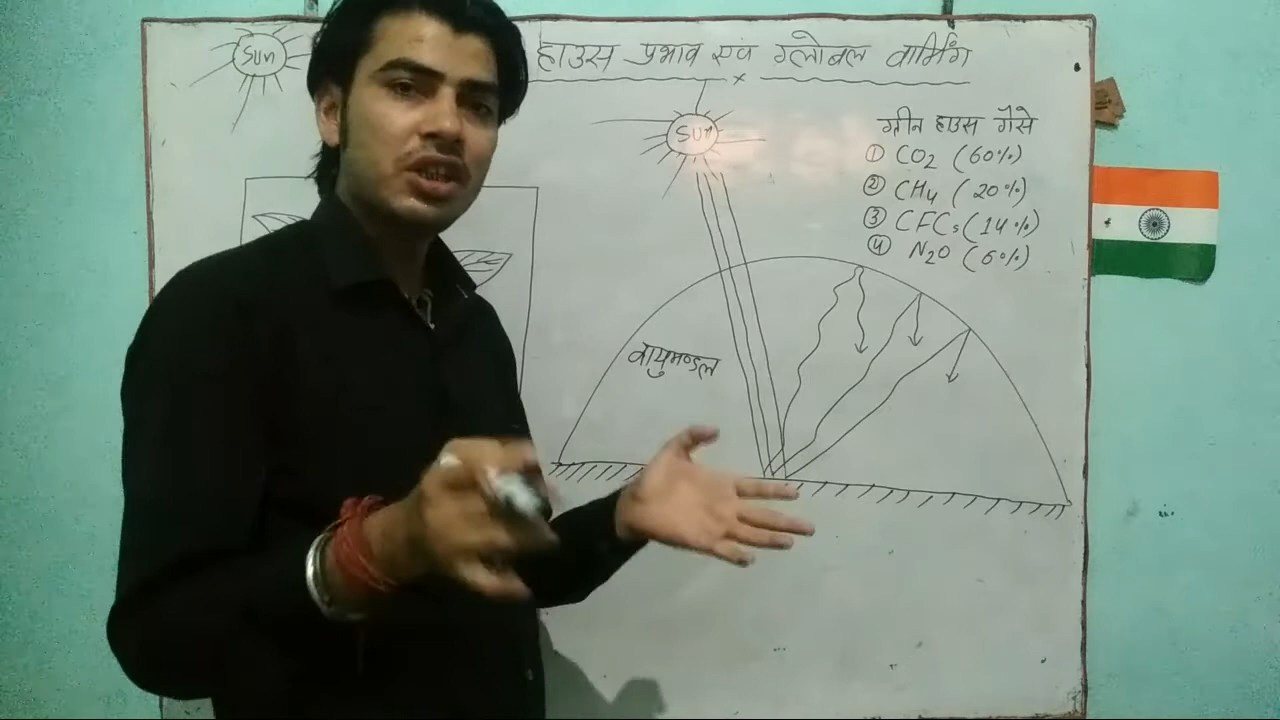 SUN
हाउस प्रभाव एवं ग्लोबल वार्मिंग
SUN
ग्रीन हाउस गैसे
① CO2 (60%)
② CH4 (20%)
③ CFCs (14%)
④ N2O (6%)
वायुमण्डल